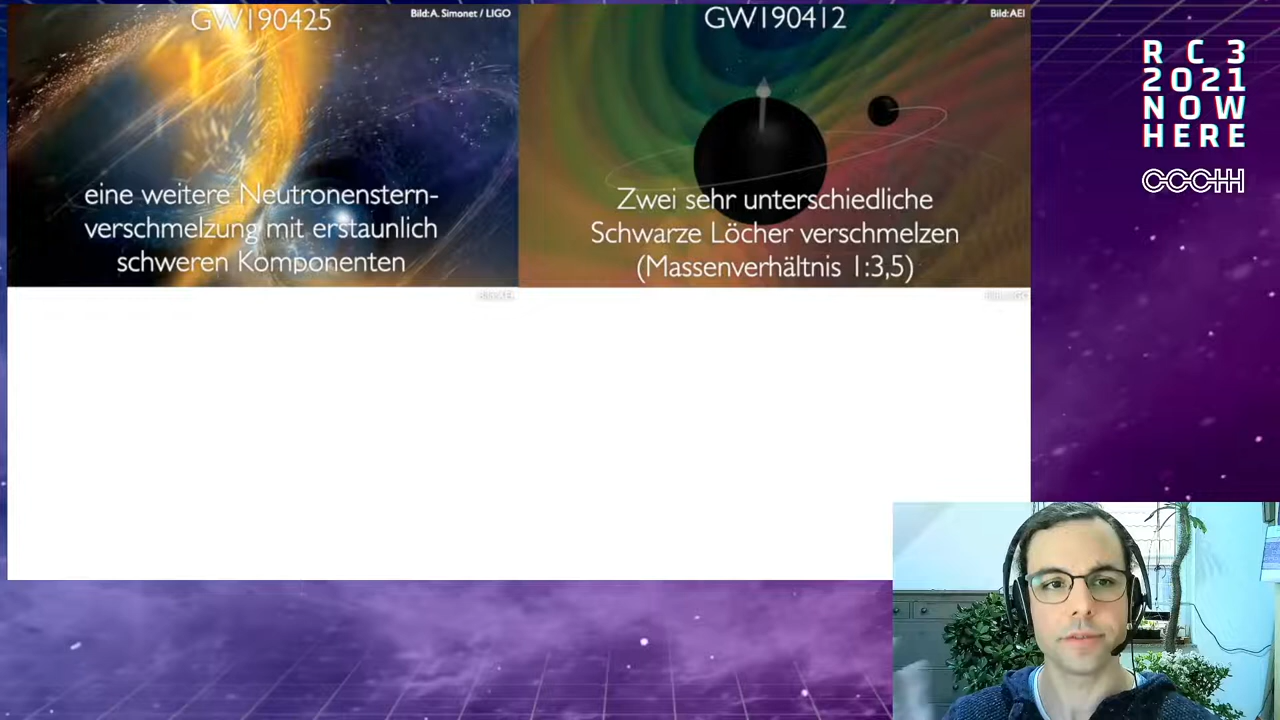 GW190425
Bild: A. Simonet / LIGO
eine weitere Neutronenstern-
verschmelzung mit erstaunlich
schweren Komponenten
GW190412
Bild: AEI
Zwei sehr unterschiedliche
Schwarze Löcher verschmelzen
(Massenverhältnis 1:3,5)
RC3
2021
NOW
HERE
CCCHH